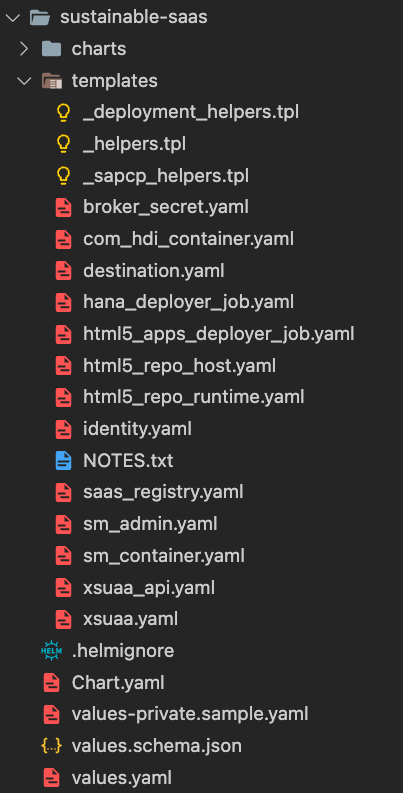 sustainable-saas
charts
templates
_deployment_helpers.tpl
_helpers.tpl
_sapcp_helpers.tpl
broker_secret.yaml
com_hdi_container.yaml
destination.yaml
hana_deployer_job.yaml
html5_apps_deployer_job.yaml
html5_repo_host.yaml
html5_repo_runtime.yaml
identity.yaml
NOTES.txt
saas_registry.yaml
sm_admin.yaml
sm_container.yaml
xsuaa_api.yaml
xsuaa.yaml
HELM .helmignore
Chart.yaml
values-private.sample.yaml
{..} values.schema.json
values.yaml